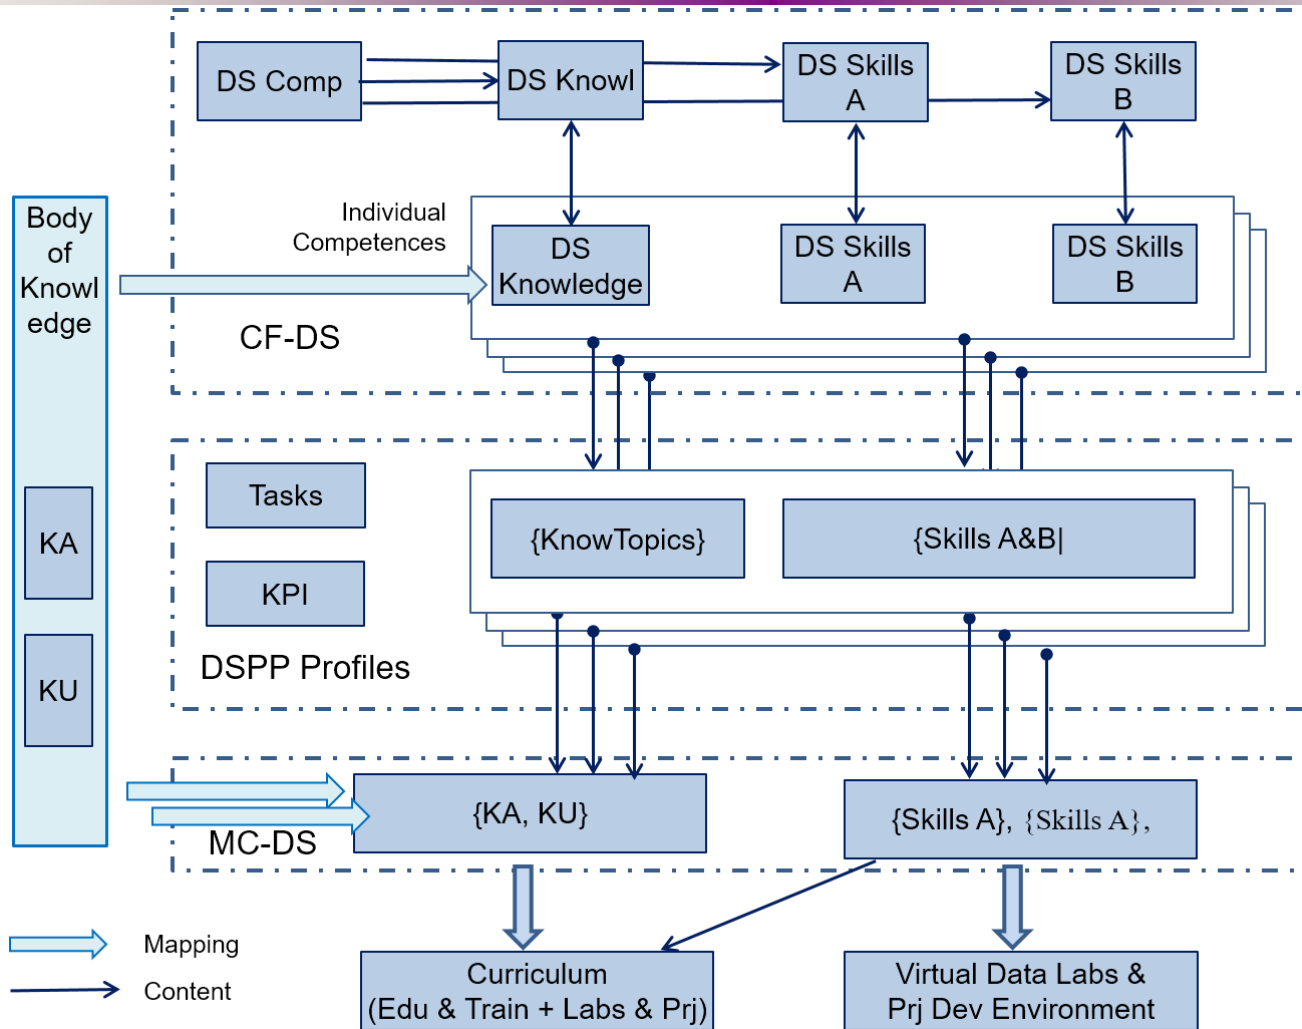 DS Comp
DS Knowl
DS Skills
A
DS Skills
B
Body
of
Knowl
edge
Individual
Competences
DS
Knowledge
DS Skills
A
DS Skills
B
CF-DS
KA
KU
Tasks
KPI
{KnowTopics}
{Skills A&B|
DSPP Profiles
{KA, KU}
{Skills A}, {Skills A},
MC-DS
Mapping
Content
Curriculum
(Edu & Train + Labs & Prj)
Virtual Data Labs &
Prj Dev Environment